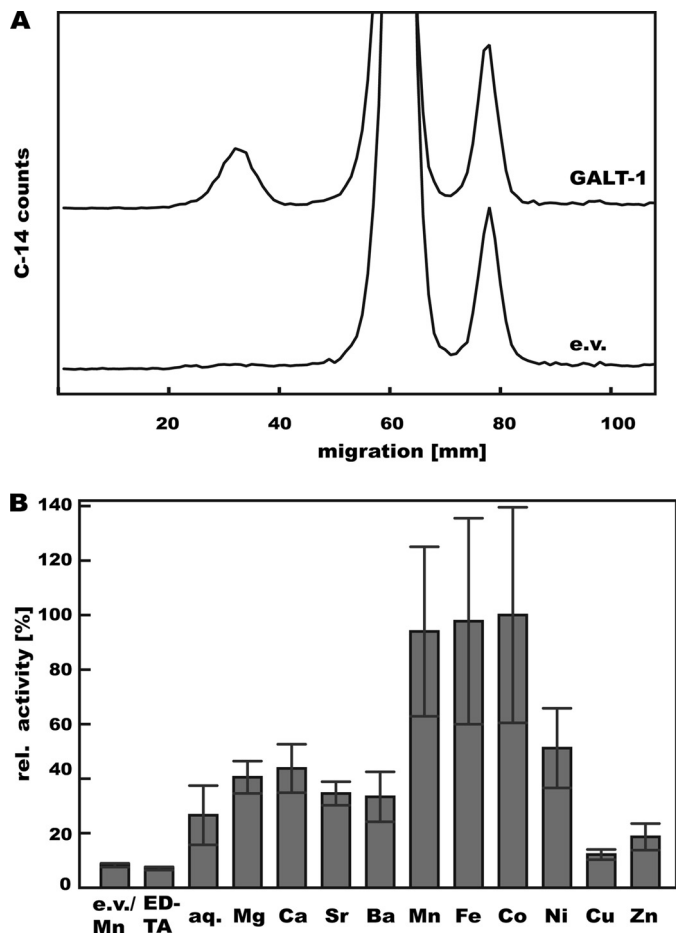 A
C-14 counts
GALT-1
e.v.
20 40 60 80 100
migration [mm]
B
rel. activity [%]
140
120
100
80
60
40
20
0
e.v./ ED- aq. Mg Ca Sr Ba Mn Fe Co Ni Cu Zn
Mn TA